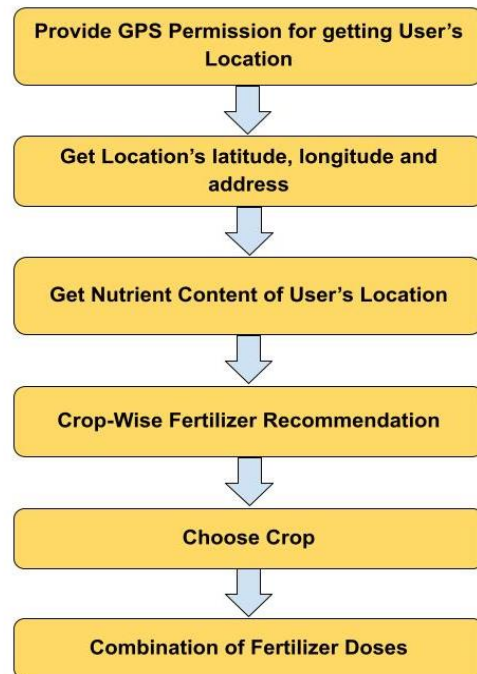 Provide GPS Permission for getting User's
Location
Get Location's latitude, longitude and
address
Get Nutrient Content of User's Location
Crop-Wise Fertilizer Recommendation
Choose Crop
Combination of Fertilizer Doses